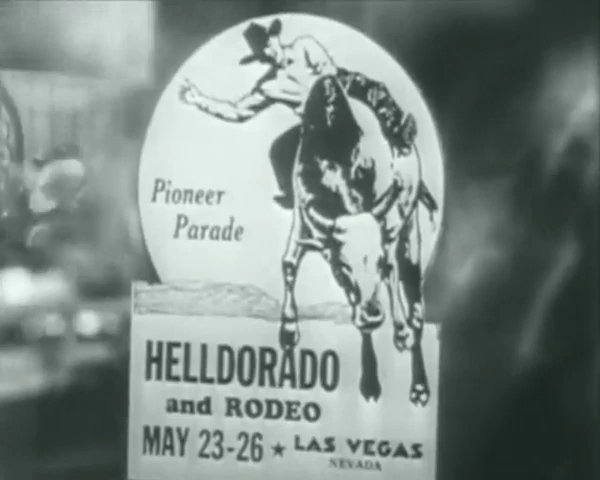 Pioneer
Parade
HELLDORADO
and RODEO
MAY 23-26 ★ LAS VEGAS
NEVADA